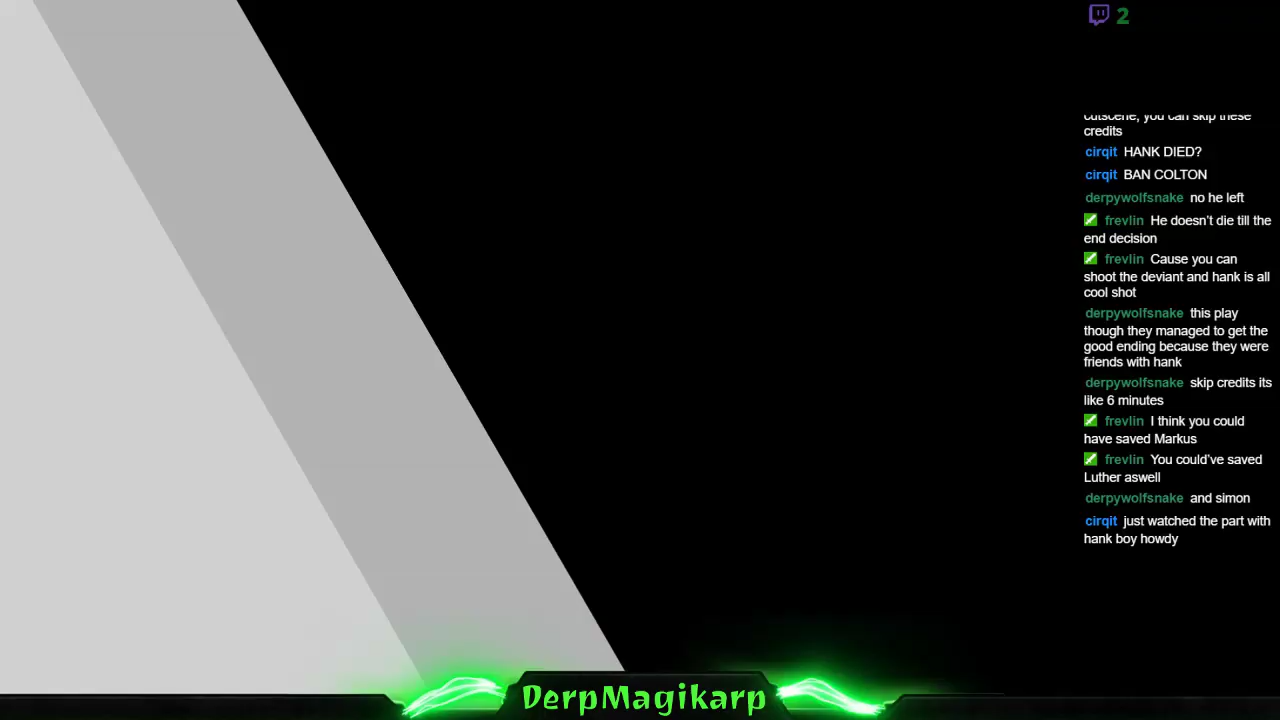 2
cutscene, you can skip these
credits
cirqit HANK DIED?
cirqit BAN COLTON
derpywolfsnake no he left
frevlin He doesn't die till the
end decision
frevlin Cause you can
shoot the deviant and hank is all
cool shot
derpywolfsnake this play
though they managed to get the
good ending because they were
friends with hank
derpywolfsnake skip credits its
like 6 minutes
frevlin I think you could
have saved Markus
frevlin You could've saved
Luther aswell
derpywolfsnake and simon
cirqit just watched the part with
hank boy howdy
DerpMagikarp